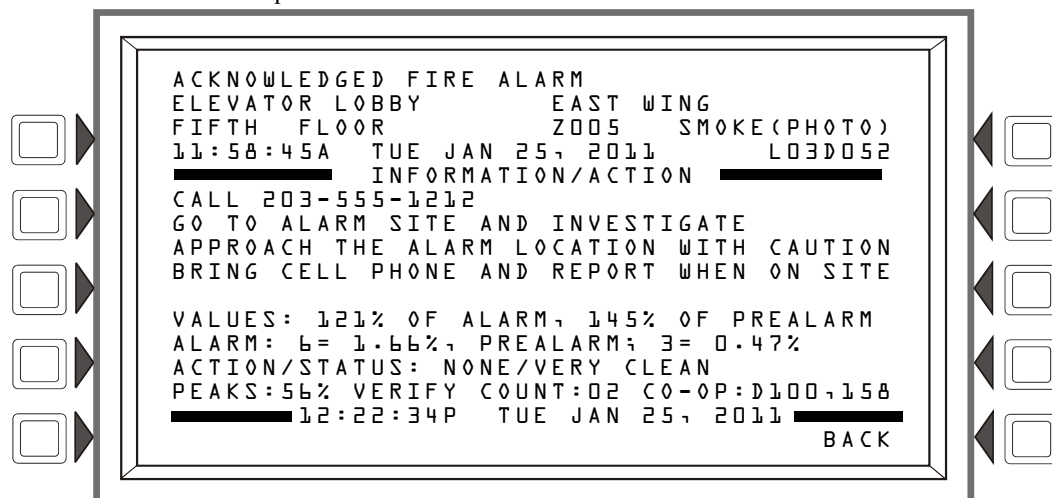 ACKNOWLEDGED FIRE ALARM
ELEVATOR LOBBY EAST WING
FIFTH FLOOR Z005 SMOKE(PHOTO)
11:58:45A TUE JAN 25, 2011 L03D052
INFORMATION/ACTION
CALL 203-555-1212
GO TO ALARM SITE AND INVESTIGATE
APPROACH THE ALARM LOCATION WITH CAUTION
BRING CELL PHONE AND REPORT WHEN ON SITE
VALUES: 121% OF ALARM, 145% OF PREALARM
ALARM: 6= 1.66%, PREALARM; 3= 0.47%
ACTION/STATUS: NONE/VERY CLEAN
PEAKS:56% VERIFY COUNT:02 CO-OP:D100,158
12:22:34P TUE JAN 25, 2011
BACK